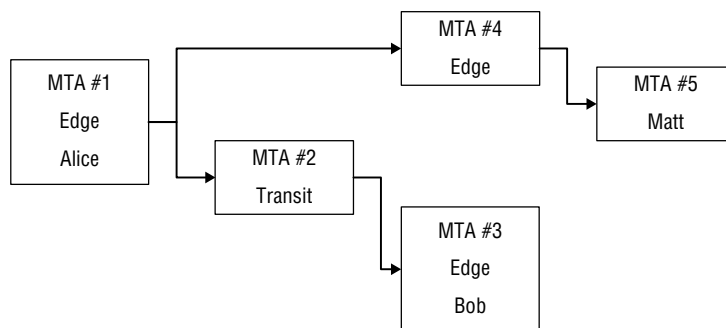 MTA #1
Edge
Alice
MTA #2
Transit
MTA #4
Edge
MTA #3
Edge
Bob
MTA #5
Matt